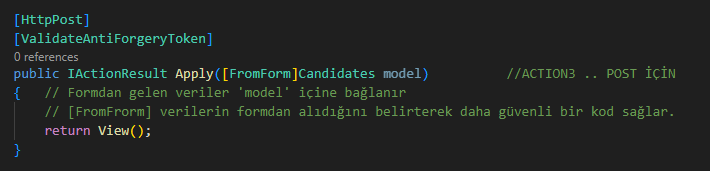 [HttpPost]
[ValidateAntiForgeryToken]
0 references
public IActionResult Apply([FromForm]Candidates model) //ACTION3 .. POST İÇİN
{ // Formdan gelen veriler 'model' içine bağlanır
// [FromFrorm] verilerin formdan alıdığını belirterek daha güvenli bir kod sağlar.
return View();
}